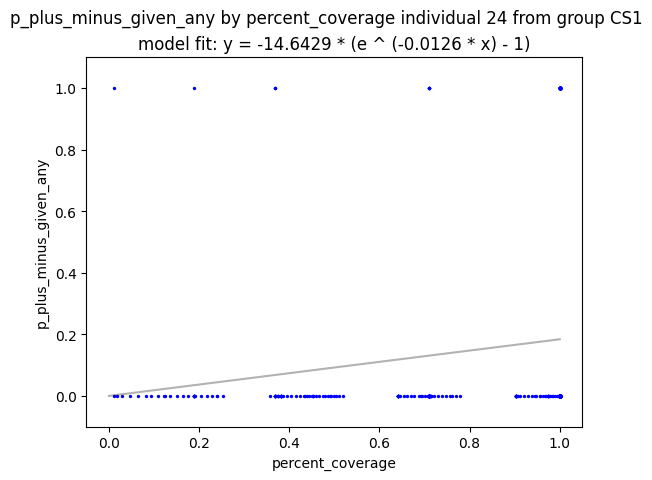 p_plus_minus_given_any by percent_coverage individual 24 from group CS1
model fit: y = -14.6429 * (e ^ (-0.0126 * x) - 1)
1.0
0.8
0.6
0.4
0.2
0.0
p_plus_minus_given_any
0.0 0.2 0.4 0.6 0.8 1.0
percent_coverage